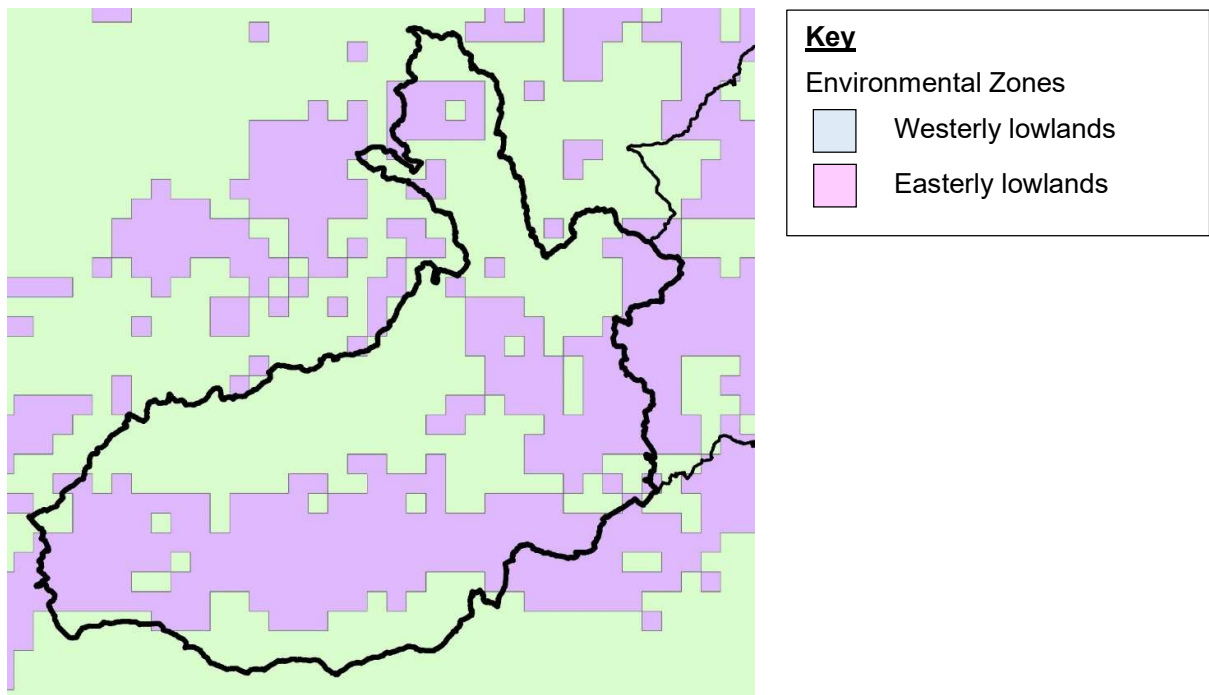 Key
Environmental Zones
Westerly lowlands
Easterly lowlands